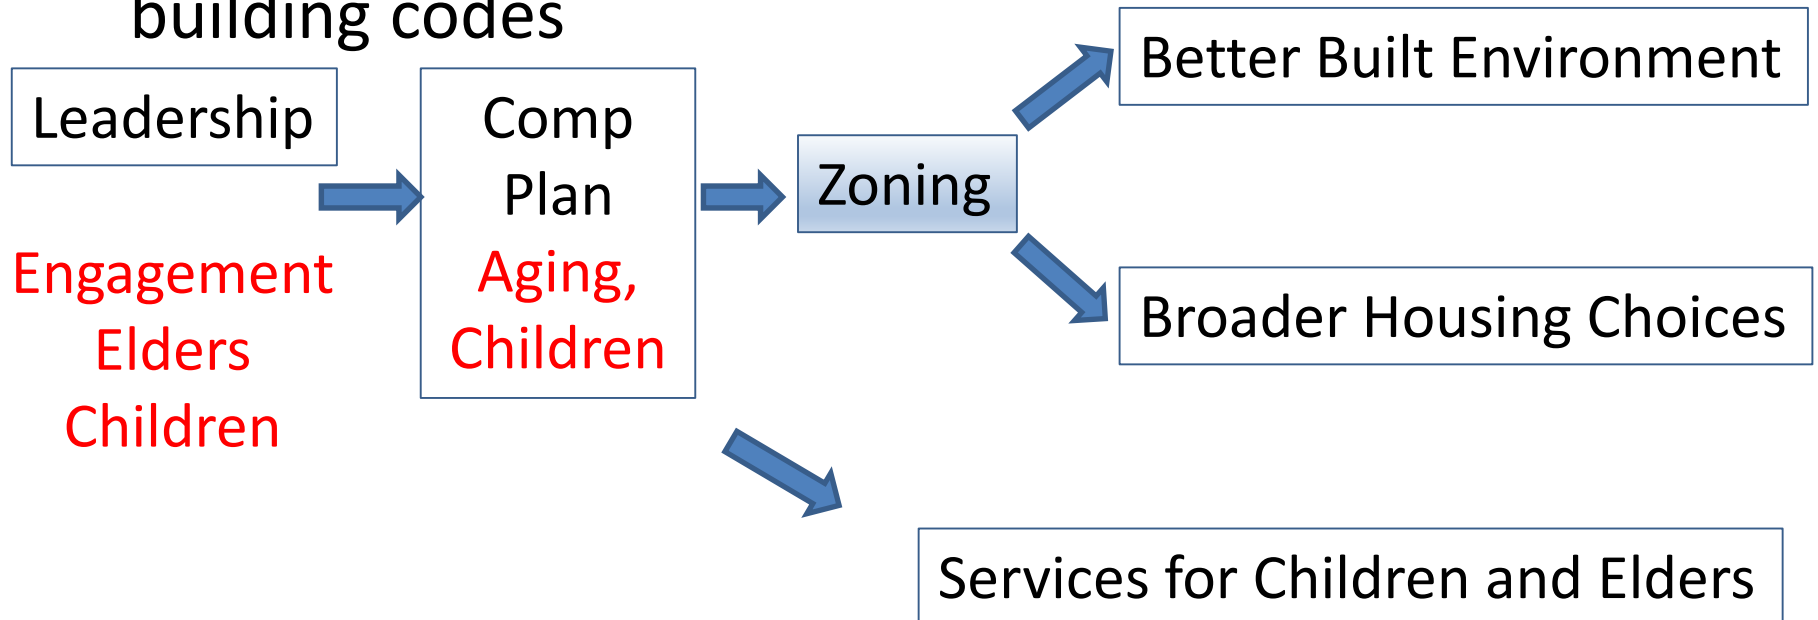 building codes
Leadership
Engagement
Elders
Children
Comp
Plan
Aging,
Children
Zoning
Better Built Environment
Broader Housing Choices
Services for Children and Elders